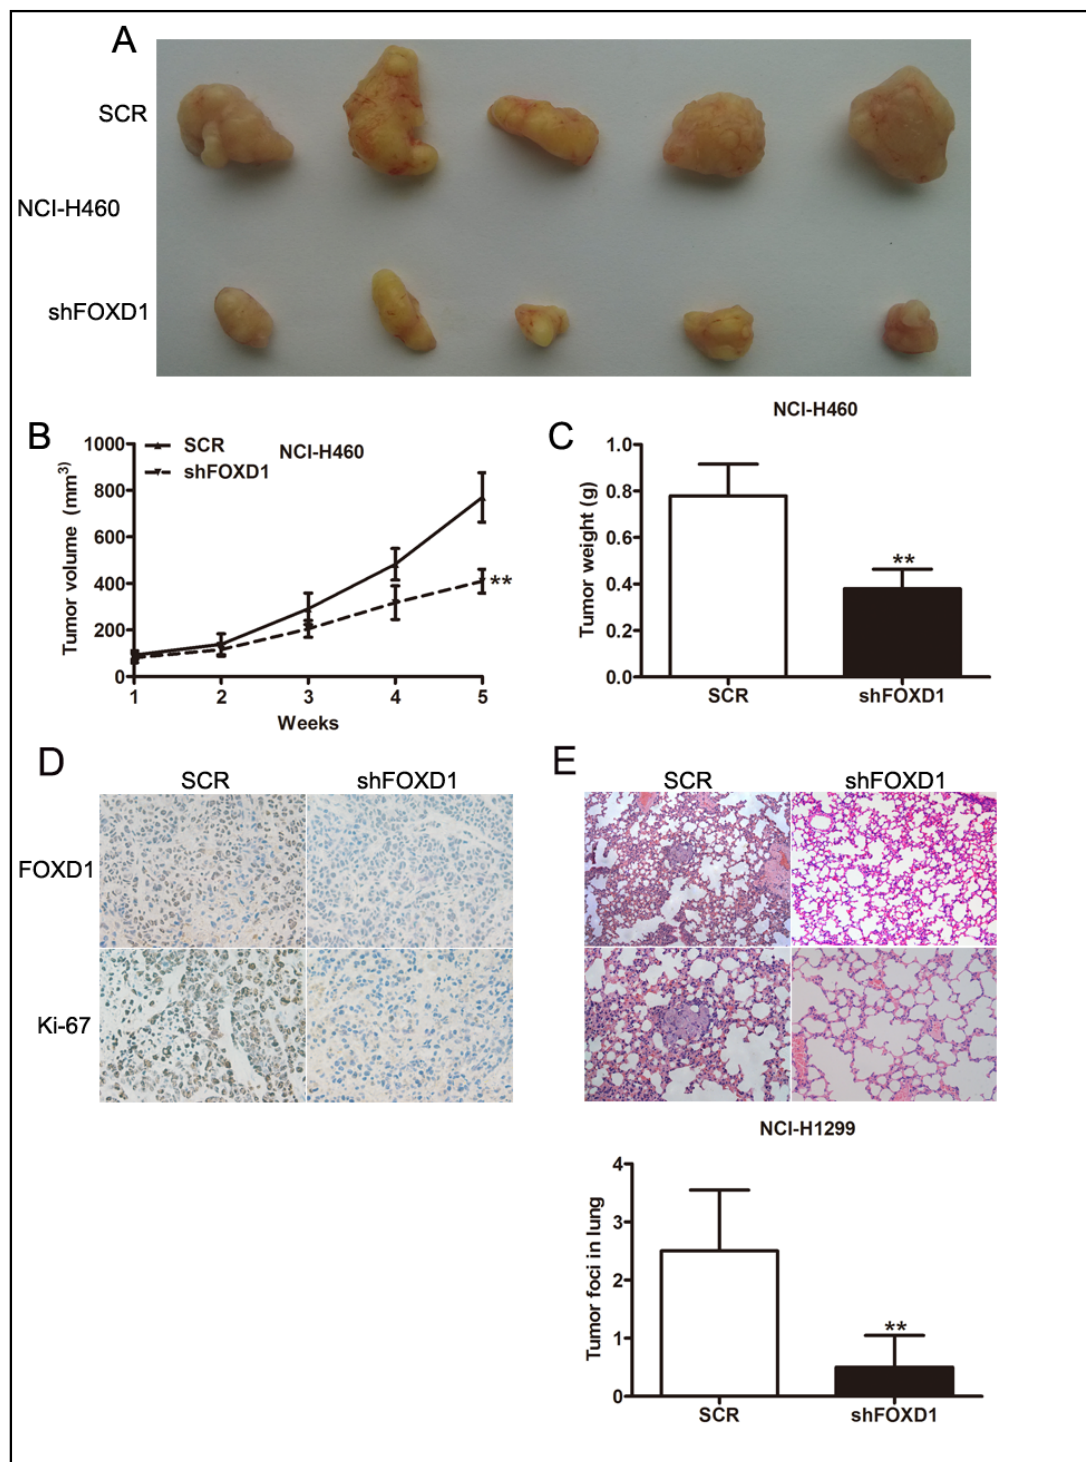 A
SCR
NCI-H460
shFOXD1
B
SCR
shFOXD1
NCI-H460
Tumor volume (mm³)
1000
800
600
400
200
0
1 2 3 4 5
Weeks
**
C
NCI-H460
Tumor weight (g)
1.0
0.8
0.6
0.4
0.2
0.0
**
SCR shFOXD1
D
SCR shFOXD1
FOXD1
Ki-67
E
SCR shFOXD1
NCI-H1299
Tumor foci in lung
4
3
2
1
0
**
SCR shFOXD1